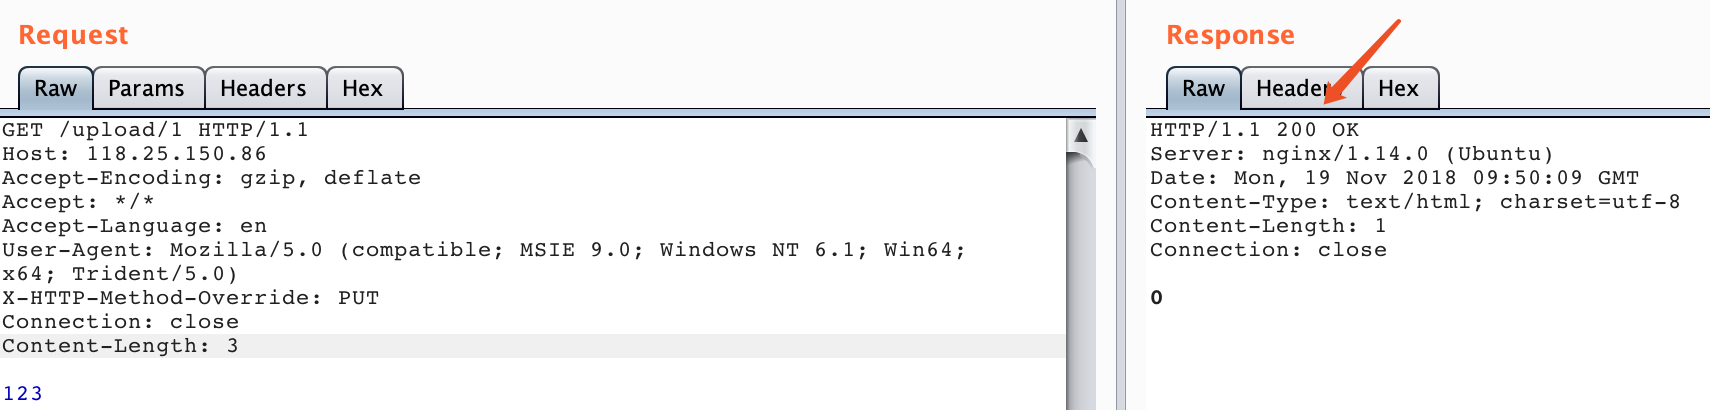 Request
Raw Params Headers Hex
GET /upload/1 HTTP/1.1
Host: 118.25.150.86
Accept-Encoding: gzip, deflate
Accept: */*
Accept-Language: en
User-Agent: Mozilla/5.0 (compatible; MSIE 9.0; Windows NT 6.1; Win64;
x64; Trident/5.0)
X-HTTP-Method-Override: PUT
Connection: close
Content-Length: 3
123
Response
Raw Header Hex
HTTP/1.1 200 OK
Server: nginx/1.14.0 (Ubuntu)
Date: Mon, 19 Nov 2018 09:50:09 GMT
Content-Type: text/html; charset=utf-8
Content-Length: 1
Connection: close
0